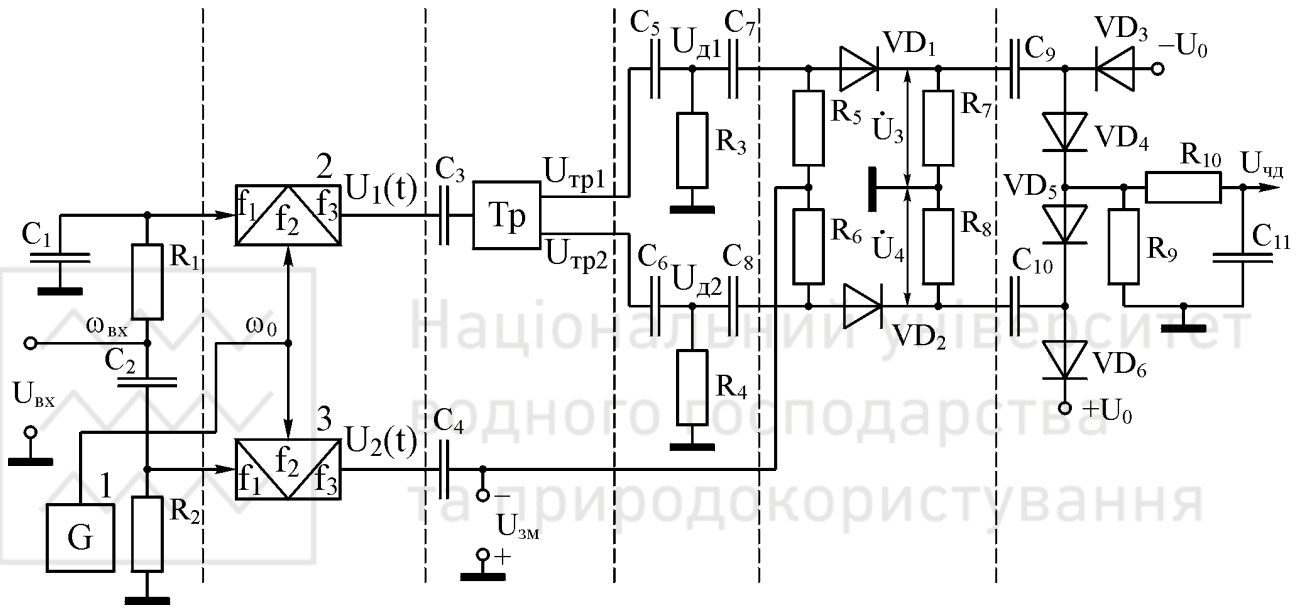 C5 Uд1 C7
VD1
C9
VD3
−U0
R3
R5
U̇3
R7
VD4
R10
Uчд
2
f1 f2 f3
U1(t)
C3
Тр
Uтр1
Uтр2
VD5
C1
R1
C6 Uд2 C8
R6
U̇4
R8
C10
R9
C11
ωвх
ω0
C2
Національний університет
VD2
VD6
Uвх
R4
+U0
водного господарства
3
f1 f2 f3
U2(t)
C4
та природокористування
1
G
R2
−
Uзм
+